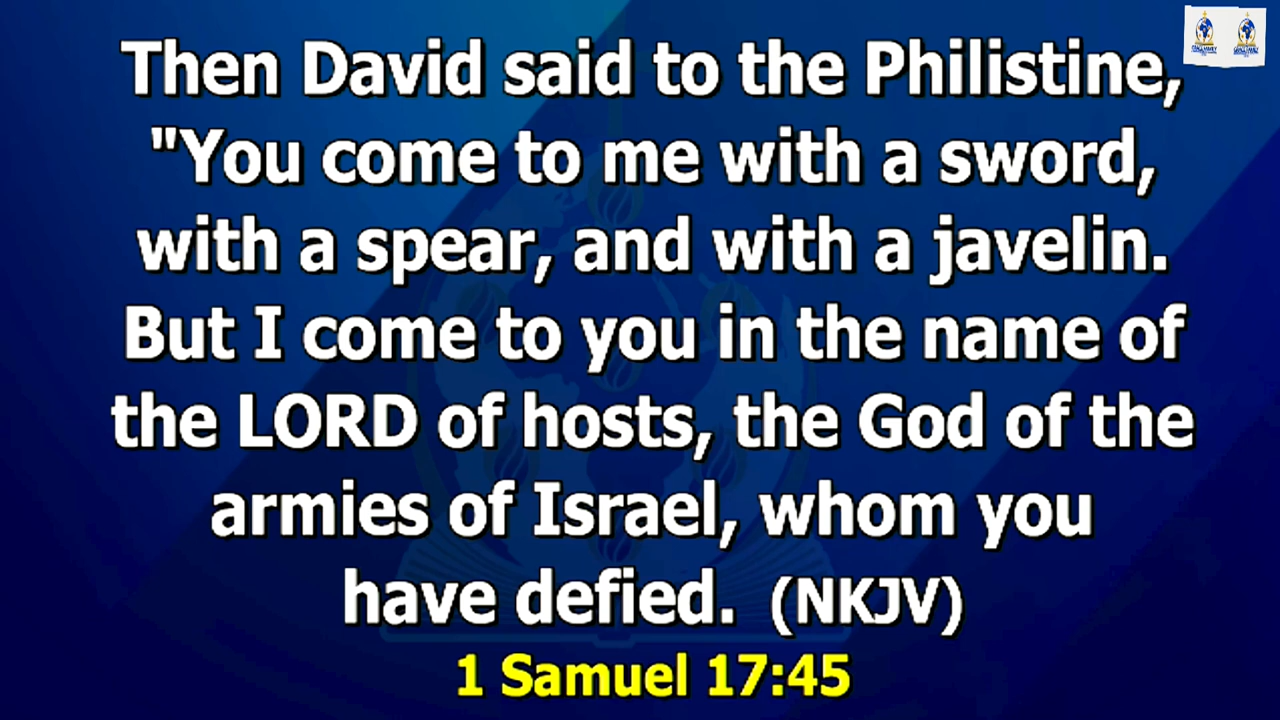 Then David said to the Philistine,
"You come to me with a sword,
with a spear, and with a javelin.
But I come to you in the name of
the LORD of hosts, the God of the
armies of Israel, whom you
have defied. (NKJV)
1 Samuel 17:45